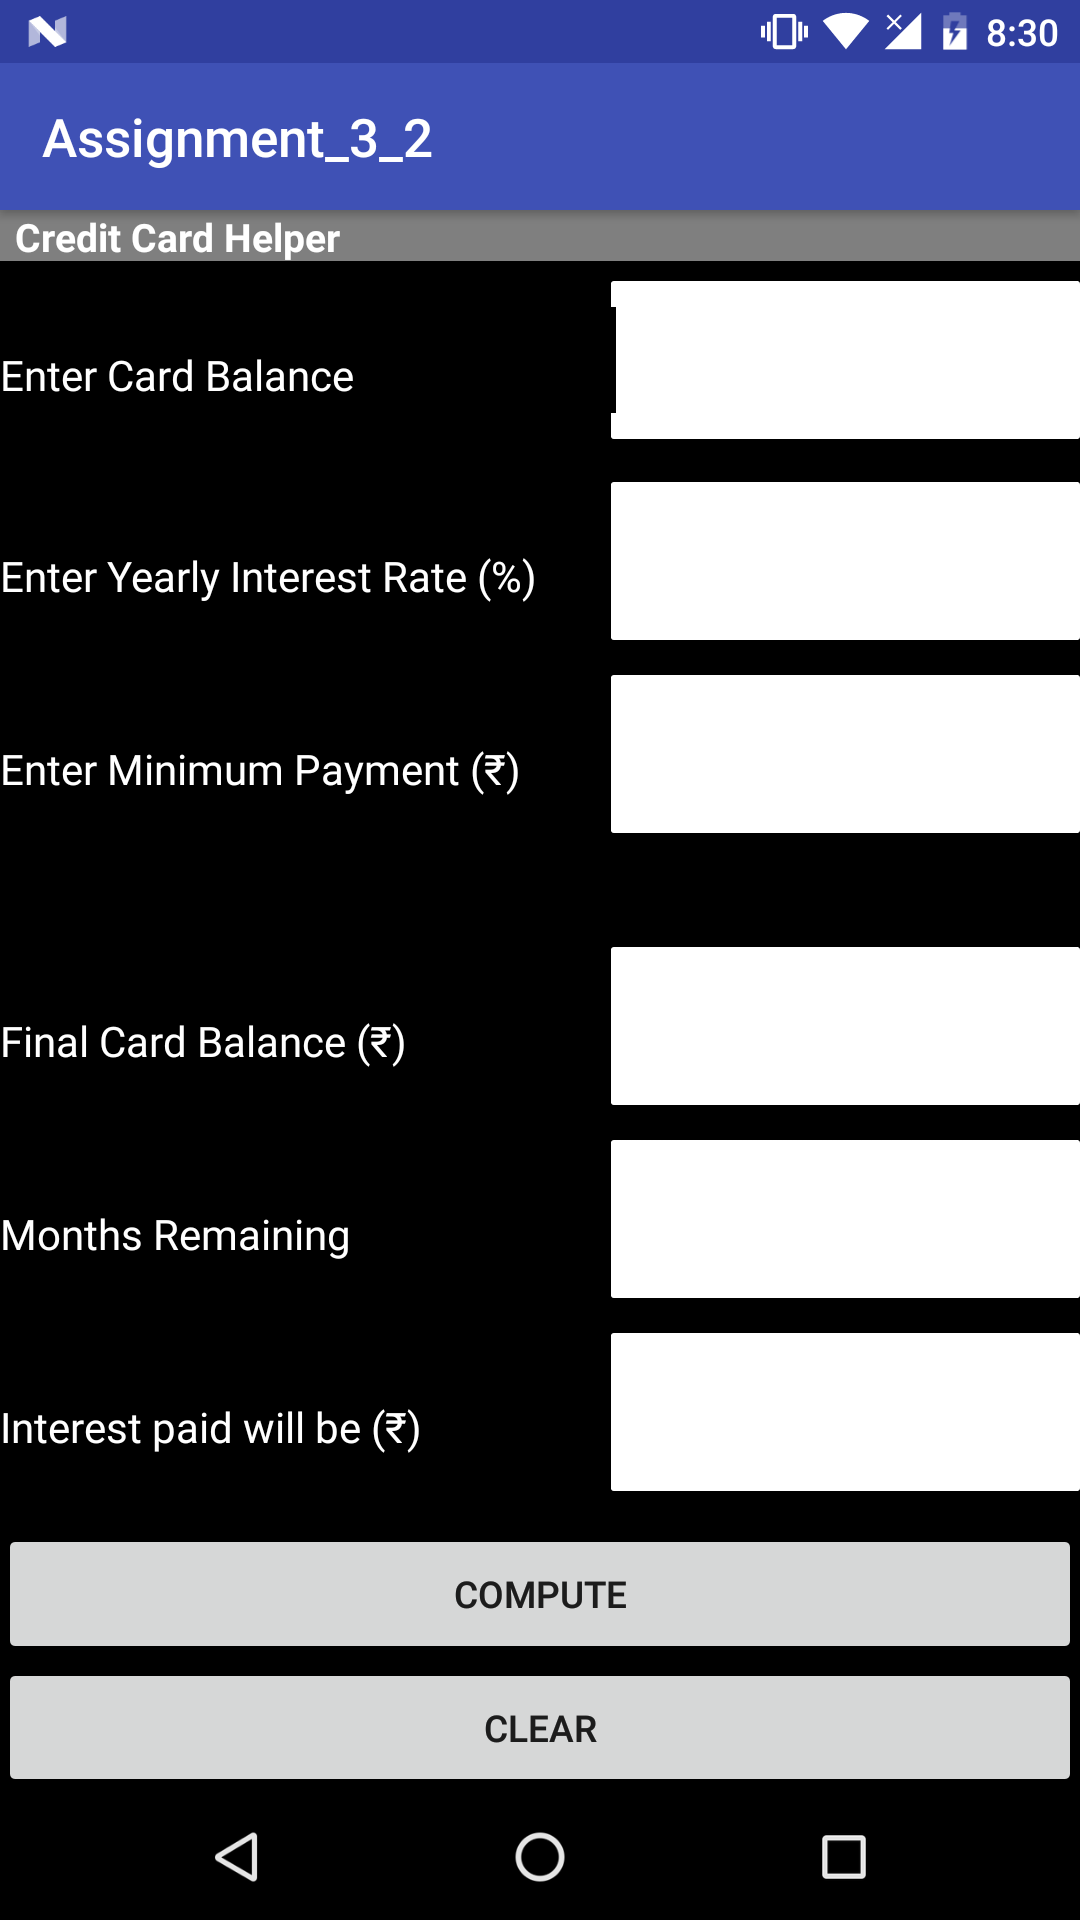 8:30
Assignment_3_2
Credit Card Helper
Enter Card Balance
Enter Yearly Interest Rate (%)
Enter Minimum Payment (₹)
Final Card Balance (₹)
Months Remaining
Interest paid will be (₹)
COMPUTE
CLEAR